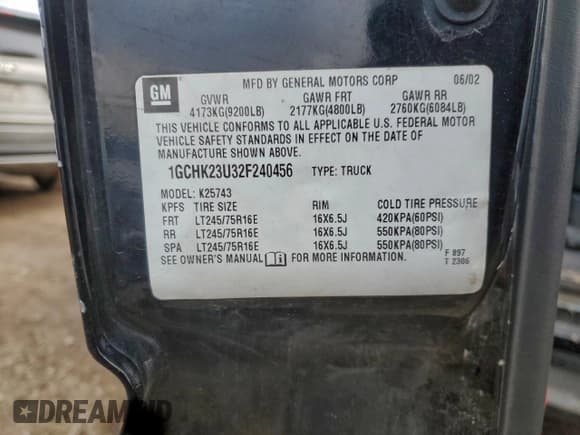 GM
MFD BY GENERAL MOTORS CORP 06/02
GVWR GAWR FRT GAWR RR
4173KG(9200LB) 2177KG(4800LB) 2760KG(6084LB)
THIS VEHICLE CONFORMS TO ALL APPLICABLE U.S. FEDERAL MOTOR
VEHICLE SAFETY STANDARDS IN EFFECT ON THE DATE OF
MANUFACTURE SHOWN ABOVE.
1GCHK23U32F240456 TYPE: TRUCK
MODEL: K25743
KPFS TIRE SIZE RIM COLD TIRE PRESSURE
FRT LT245/75R16E 16X6.5J 420KPA(60PSI)
RR LT245/75R16E 16X6.5J 550KPA(80PSI)
SPA LT245/75R16E 16X6.5J 550KPA(80PSI)
SEE OWNER'S MANUAL FOR MORE INFORMATION.
F 897
T 2306
DREAMBID